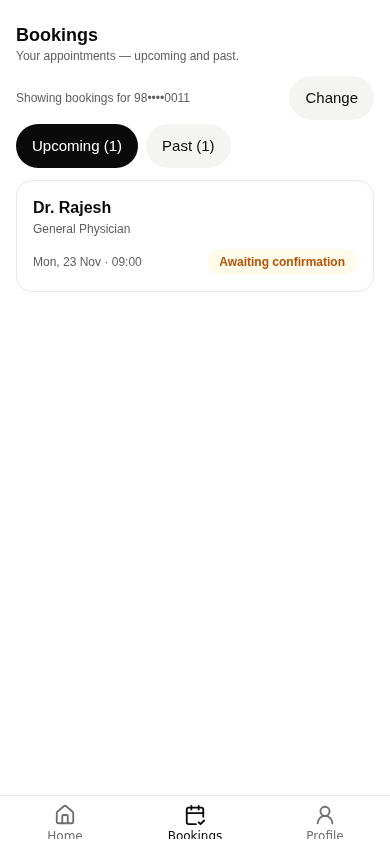 Bookings
Your appointments — upcoming and past.
Showing bookings for 98••••0011
Change
Upcoming (1)
Past (1)
Dr. Rajesh
General Physician
Mon, 23 Nov · 09:00
Awaiting confirmation
Home
Bookings
Profile